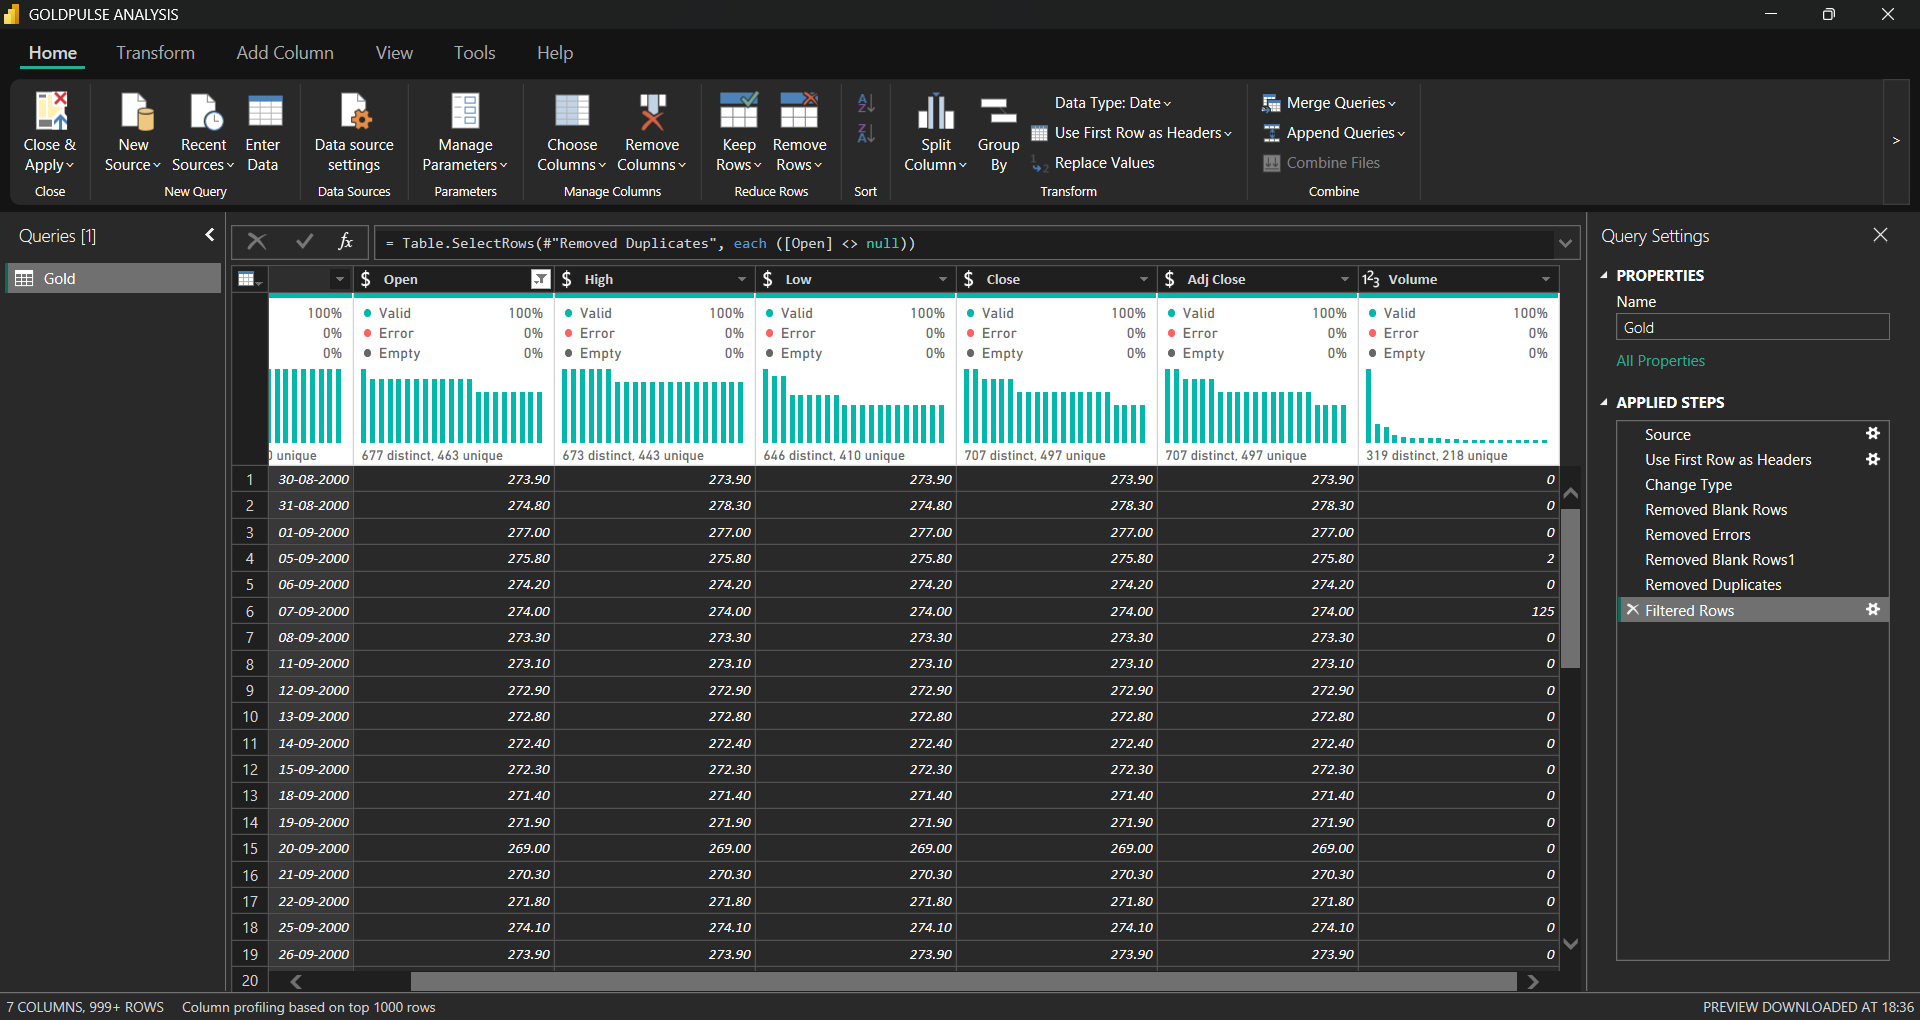 GOLDPULSE ANALYSIS
Home Transform Add Column View Tools Help
Close & Apply
Close
New Source
Recent Sources
Enter Data
New Query
Data source settings
Data Sources
Manage Parameters
Parameters
Choose Columns
Remove Columns
Manage Columns
Keep Rows
Remove Rows
Reduce Rows
Sort
Split Column
Group By
Data Type: Date
Use First Row as Headers
Replace Values
Transform
Merge Queries
Append Queries
Combine Files
Combine
Queries [1]
Gold
fx = Table.SelectRows(#"Removed Duplicates", each ([Open] <> null))
$ Open $ High $ Low $ Close $ Adj Close 123 Volume
100% Valid 100% Valid 100% Valid 100% Valid 100% Valid 100% Valid 100%
0% Error 0% Error 0% Error 0% Error 0% Error 0% Error 0%
0% Empty 0% Empty 0% Empty 0% Empty 0% Empty 0% Empty 0%
unique 677 distinct, 463 unique 673 distinct, 443 unique 646 distinct, 410 unique 707 distinct, 497 unique 707 distinct, 497 unique 319 distinct, 218 unique
1 30-08-2000 273.90 273.90 273.90 273.90 273.90 0
2 31-08-2000 274.80 278.30 274.80 278.30 278.30 0
3 01-09-2000 277.00 277.00 277.00 277.00 277.00 0
4 05-09-2000 275.80 275.80 275.80 275.80 275.80 2
5 06-09-2000 274.20 274.20 274.20 274.20 274.20 0
6 07-09-2000 274.00 274.00 274.00 274.00 274.00 125
7 08-09-2000 273.30 273.30 273.30 273.30 273.30 0
8 11-09-2000 273.10 273.10 273.10 273.10 273.10 0
9 12-09-2000 272.90 272.90 272.90 272.90 272.90 0
10 13-09-2000 272.80 272.80 272.80 272.80 272.80 0
11 14-09-2000 272.40 272.40 272.40 272.40 272.40 0
12 15-09-2000 272.30 272.30 272.30 272.30 272.30 0
13 18-09-2000 271.40 271.40 271.40 271.40 271.40 0
14 19-09-2000 271.90 271.90 271.90 271.90 271.90 0
15 20-09-2000 269.00 269.00 269.00 269.00 269.00 0
16 21-09-2000 270.30 270.30 270.30 270.30 270.30 0
17 22-09-2000 271.80 271.80 271.80 271.80 271.80 0
18 25-09-2000 274.10 274.10 274.10 274.10 274.10 0
19 26-09-2000 273.90 273.90 273.90 273.90 273.90 0
20
Query Settings
PROPERTIES
Name
Gold
All Properties
APPLIED STEPS
Source
Use First Row as Headers
Change Type
Removed Blank Rows
Removed Errors
Removed Blank Rows1
Removed Duplicates
Filtered Rows
7 COLUMNS, 999+ ROWS Column profiling based on top 1000 rows PREVIEW DOWNLOADED AT 18:36